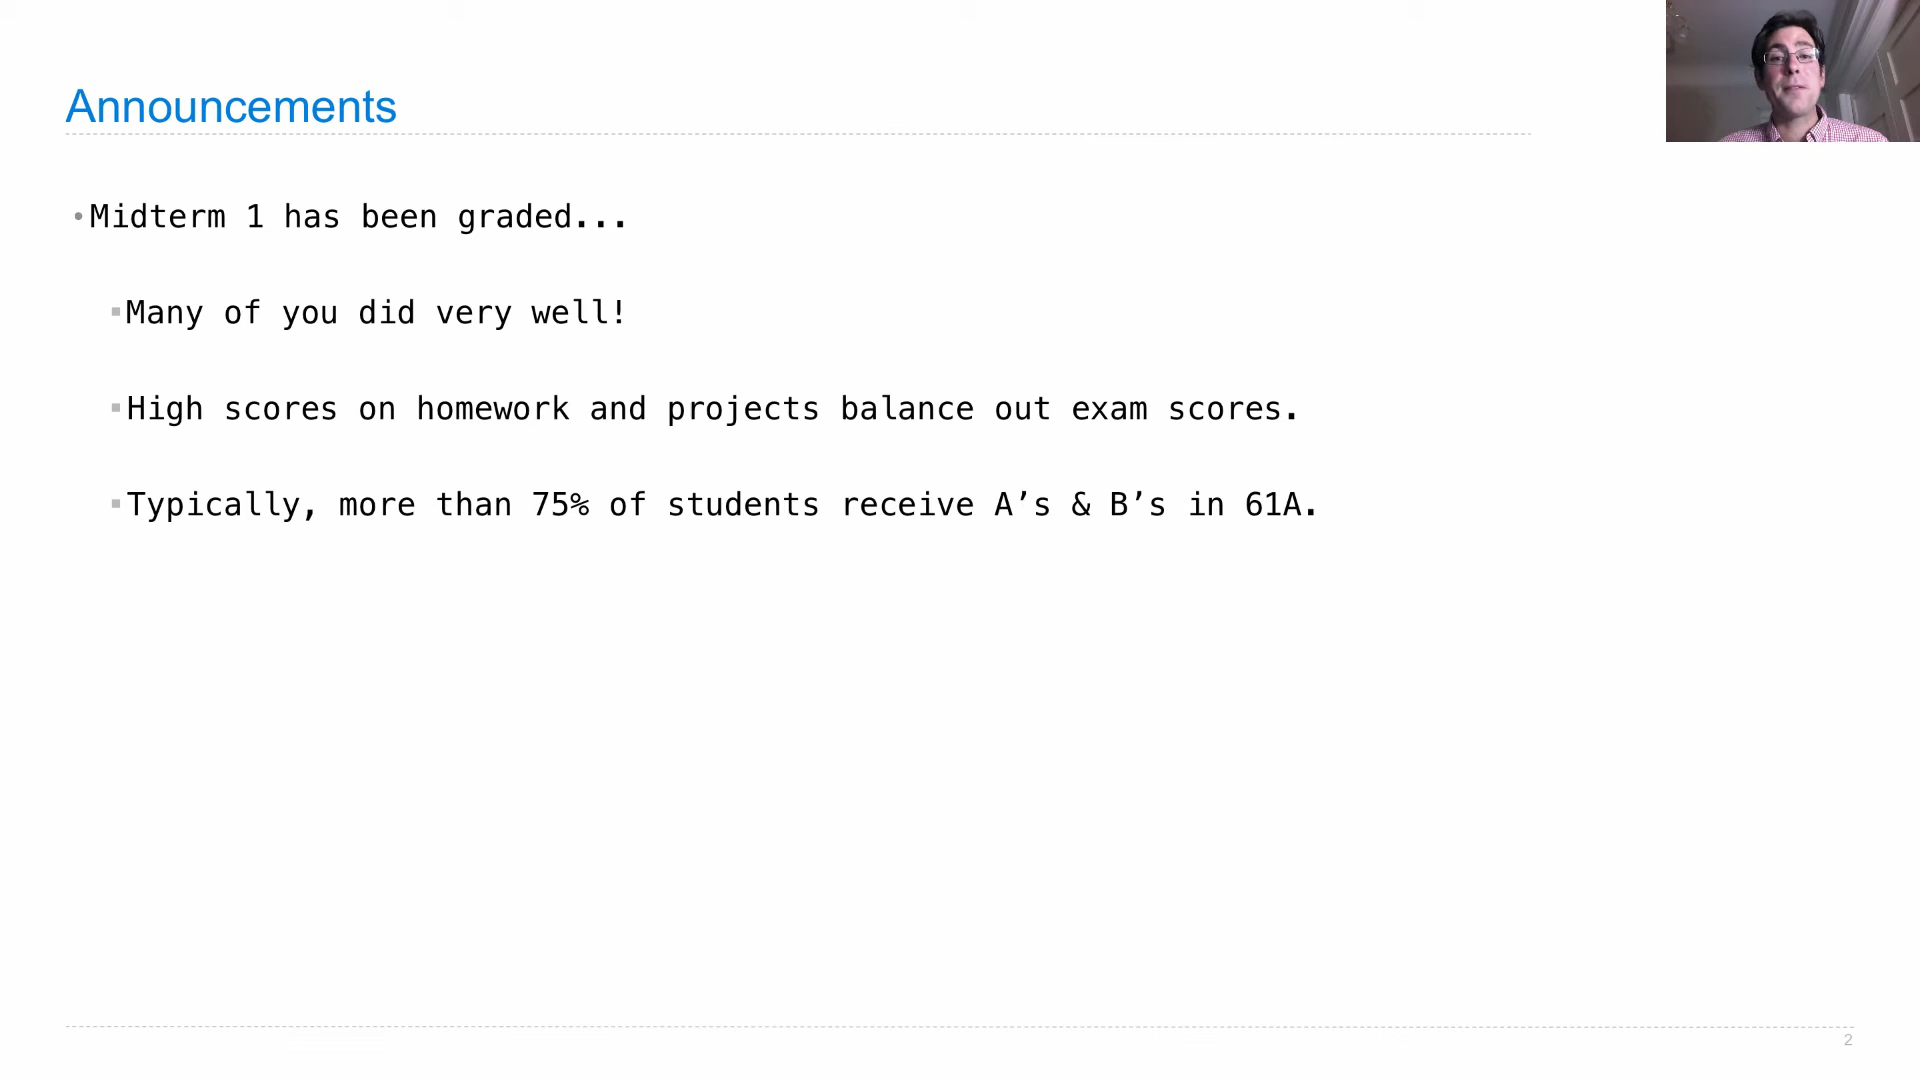 Announcements
•Midterm 1 has been graded...
▪Many of you did very well!
▪High scores on homework and projects balance out exam scores.
▪Typically, more than 75% of students receive A’s & B’s in 61A.
2